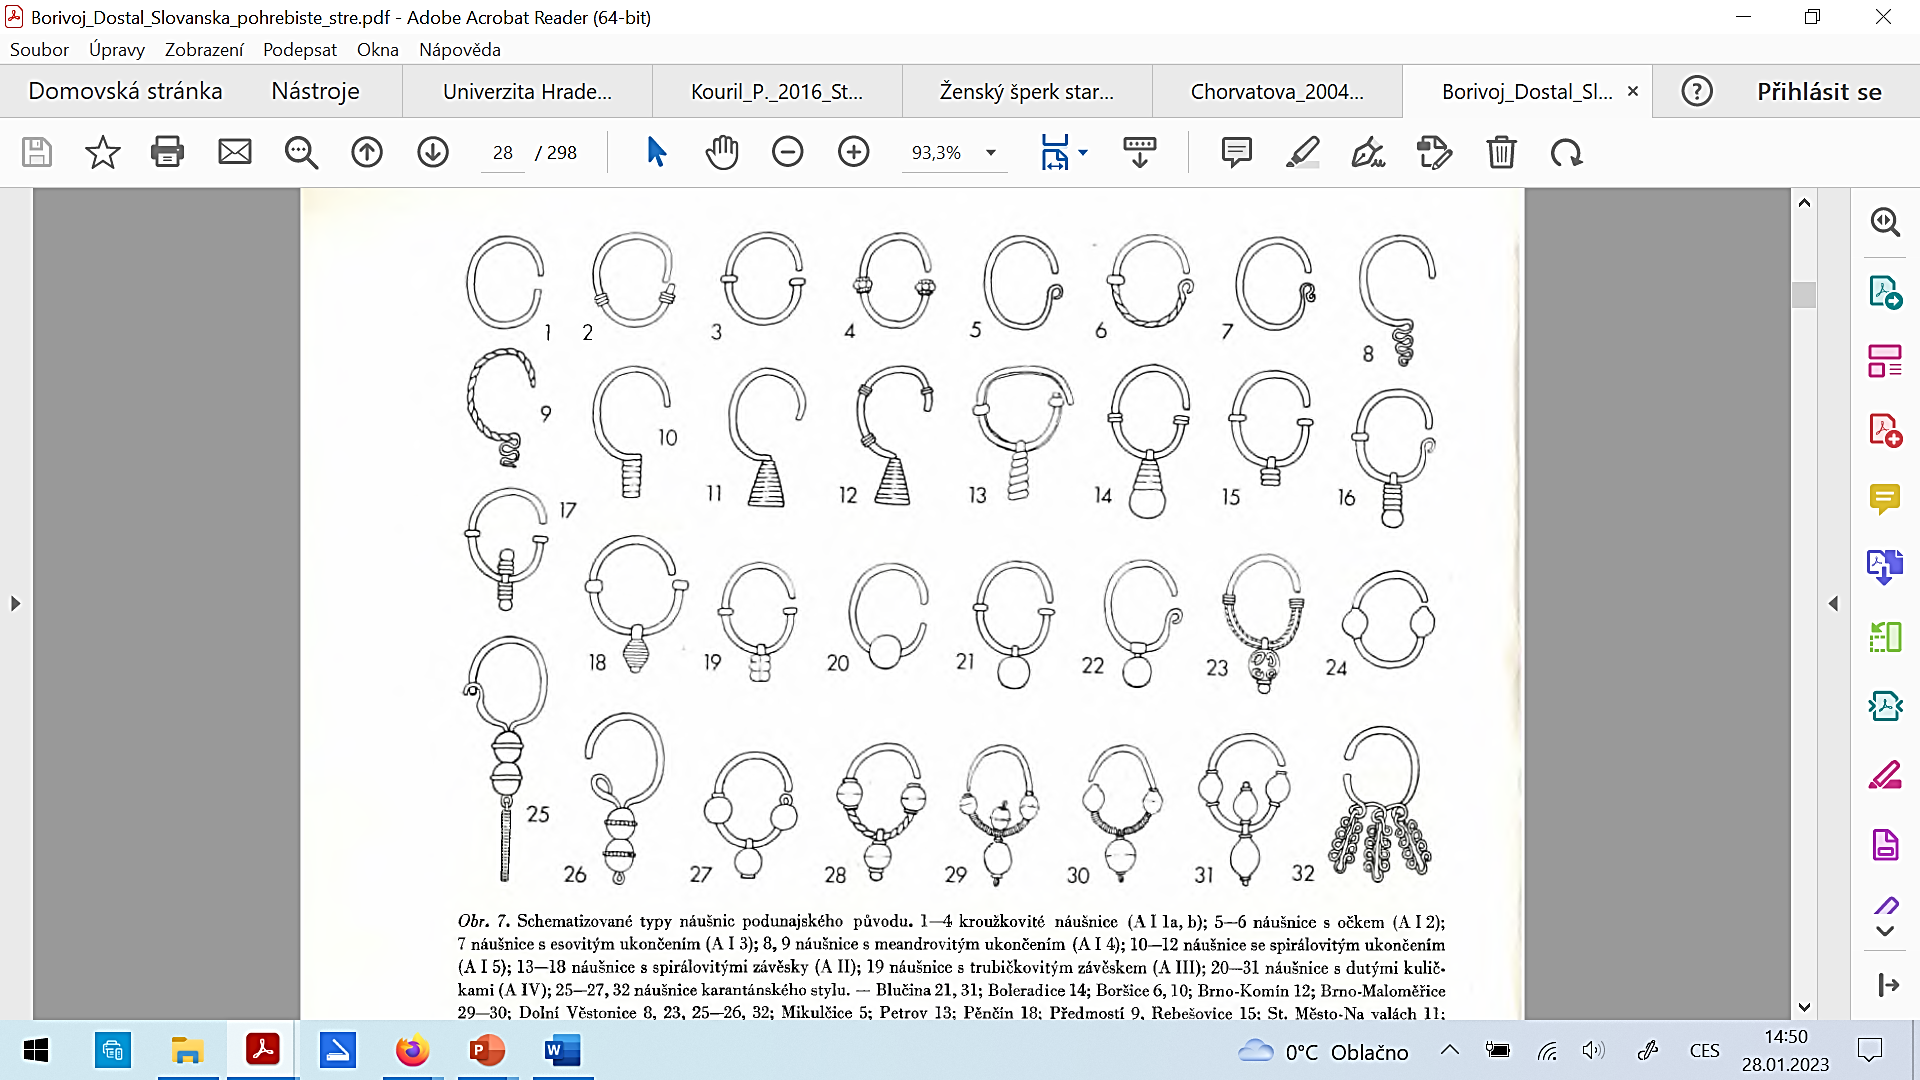 Borivoj_Dostal_Slovanska_pohrebiste_stre.pdf - Adobe Acrobat Reader (64-bit)
Soubor Úpravy Zobrazení Podepsat Okna Nápověda
Domovská stránka Nástroje Univerzita Hrade... Kouril_P._2016_St... Ženský šperk star... Chorvatova_2004... Borivoj_Dostal_Sl... × ? Přihlásit se
28 / 298 93,3%
1 2 3 4 5 6 7 8
9 10 11 12 13 14 15 16
17 18 19 20 21 22 23 24
25 26 27 28 29 30 31 32
Obr. 7. Schematizované typy náušnic podunajského původu. 1—4 kroužkovité náušnice (A I 1a, b); 5—6 náušnice s očkem (A I 2);
7 náušnice s esovitým ukončením (A I 3); 8, 9 náušnice s meandrovitým ukončením (A I 4); 10—12 náušnice se spirálovitým ukončením
(A I 5); 13—18 náušnice s spirálovitými závěsky (A II); 19 náušnice s trubičkovitým závěskem (A III); 20—31 náušnice s dutými kulič-
kami (A IV); 25—27, 32 náušnice karantánského stylu. — Blučina 21, 31; Boleradice 14; Boršice 6, 10; Brno-Komín 12; Brno-Maloměřice
29—30; Dolní Věstonice 8, 23, 25—26, 32; Mikulčice 5; Petrov 13; Pěnčín 18; Předmostí 9, Rebešovice 15; St. Město-Na valách 11;
0°C Oblačno CES 14:50
28.01.2023